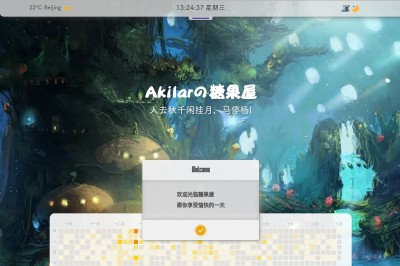 22°C Beijing
13:24:37 星期三
Akilarの糖果屋
人去秋千闲挂月，马停杨
Welcome
欢迎光临糖果屋
愿你享受愉快的一天